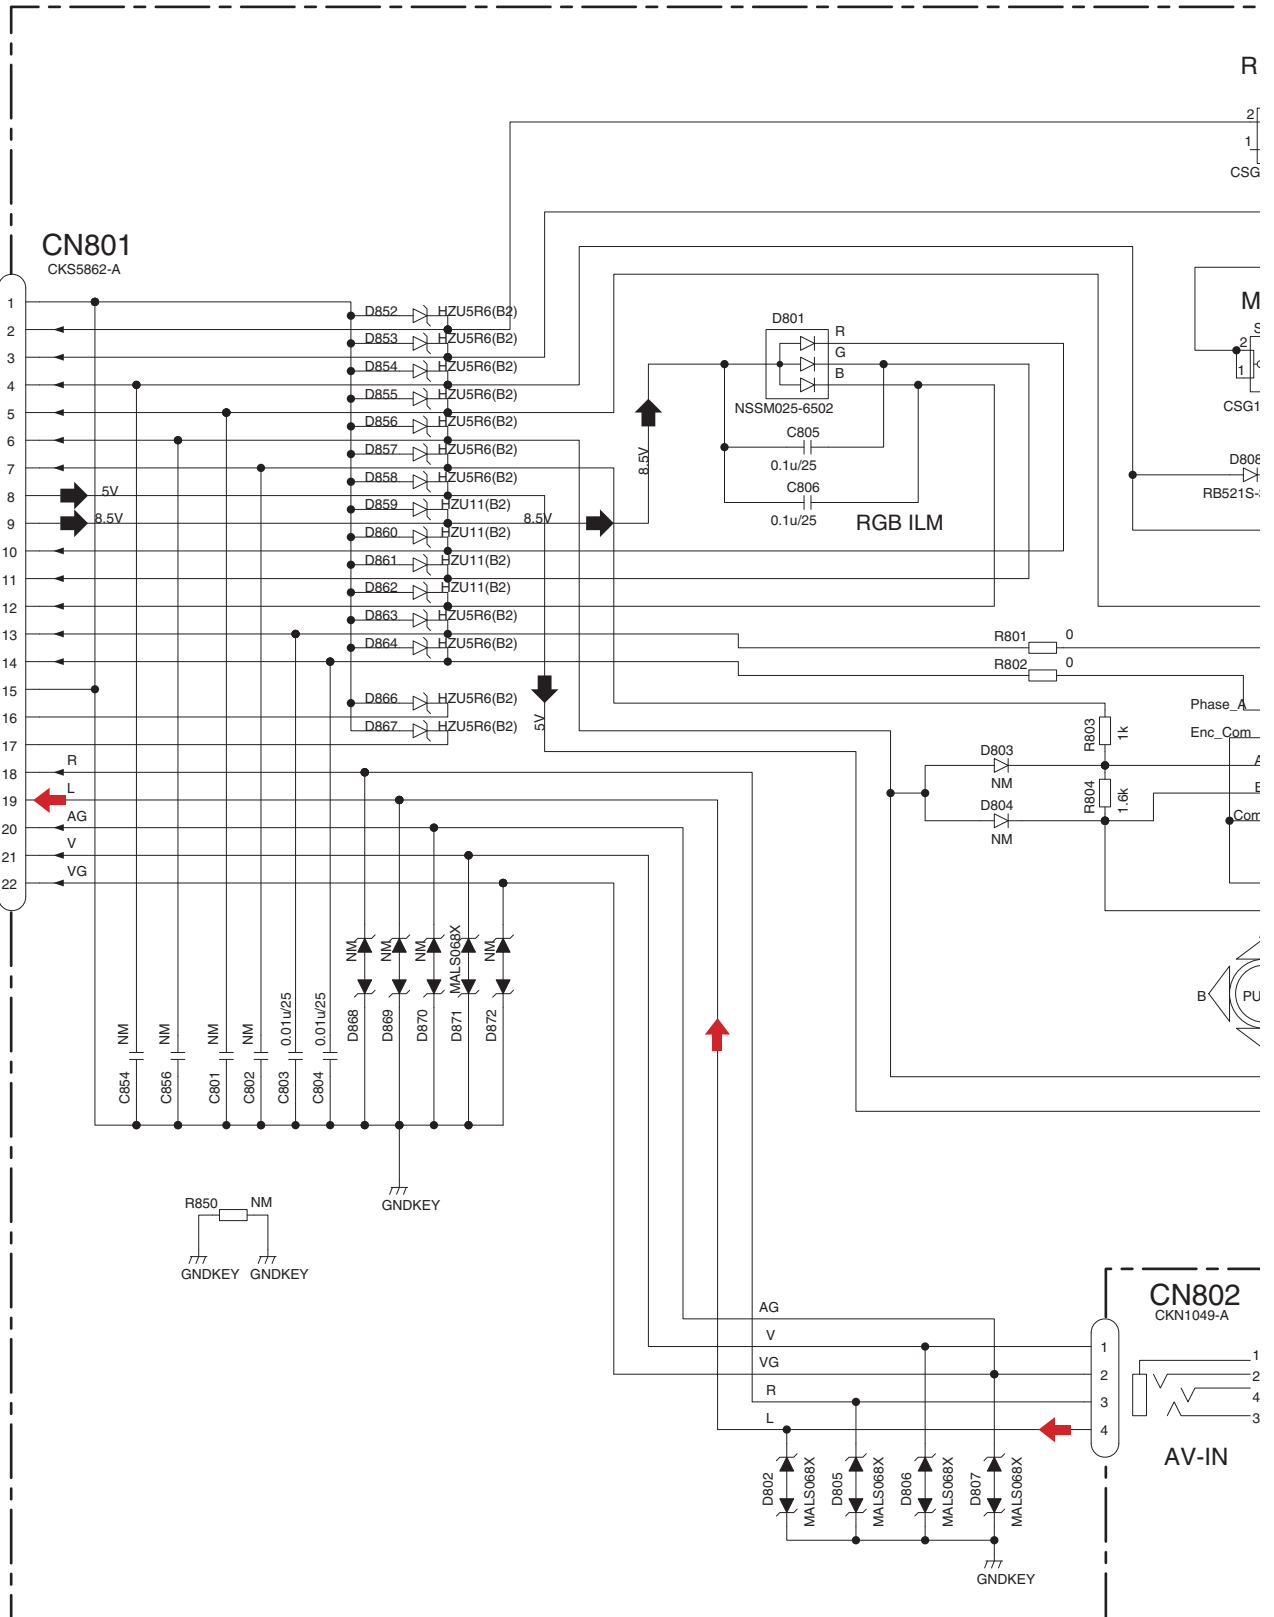 R
2
1
CSG
CN801
CKS5862-A
1
2
3
4
5
6
7
8
9
10
11
12
13
14
15
16
17
18
19
20
21
22
5V
8.5V
R
L
AG
V
VG
D852 HZU5R6(B2)
D853 HZU5R6(B2)
D854 HZU5R6(B2)
D855 HZU5R6(B2)
D856 HZU5R6(B2)
D857 HZU5R6(B2)
D858 HZU5R6(B2)
D859 HZU11(B2)
D860 HZU11(B2)
D861 HZU11(B2)
D862 HZU11(B2)
D863 HZU5R6(B2)
D864 HZU5R6(B2)
D866 HZU5R6(B2)
D867 HZU5R6(B2)
8.5V
8.5V
5V
D801
R
G
B
NSSM025-6502
C805
0.1u/25
C806
0.1u/25
RGB ILM
M
S
2
1
CSG1
D808
RB521S-
R801 0
R802 0
Phase_A
Enc_Com
R803 1k
R804 1.6k
D803
NM
D804
NM
A
Com
B
PU
NM
NM
NM
NM
0.01u/25
0.01u/25
C854
C856
C801
C802
C803
C804
NM
NM
NM
MALS068X
NM
D868
D869
D870
D871
D872
GNDKEY
R850 NM
GNDKEY GNDKEY
AG
V
VG
R
L
CN802
CKN1049-A
1
2
3
4
1
2
4
3
AV-IN
D802 MALS068X
D805 MALS068X
D806 MALS068X
D807 MALS068X
GNDKEY